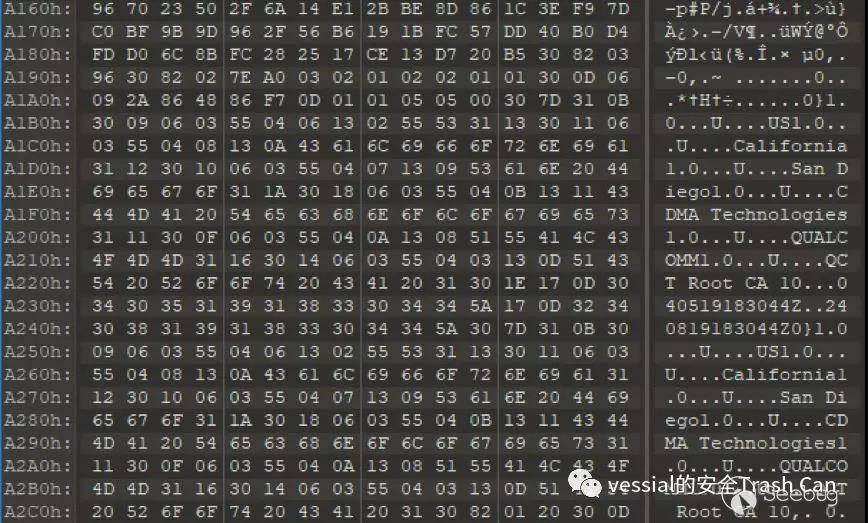 A160h: 96 70 23 50 2F 6A 14 E1 2B BE 8D 86 1C 3E F9 7D –p#P/j.á+¾.†.>ù}
A170h: C0 BF 9B 9D 96 2F 56 B6 19 1B FC 57 DD 40 B0 D4 À¿›.–/V¶..üWÝ@°Ô
A180h: FD D0 6C 8B FC 28 25 17 CE 13 D7 20 B5 30 82 03 ýÐl‹ü(%.Î.× µ0‚.
A190h: 96 30 82 02 7E A0 03 02 01 02 02 01 01 30 0D 06 –0‚.~ .......0..
A1A0h: 09 2A 86 48 86 F7 0D 01 01 05 05 00 30 7D 31 0B .*†H†÷......0}1.
A1B0h: 30 09 06 03 55 04 06 13 02 55 53 31 13 30 11 06 0...U....US1.0..
A1C0h: 03 55 04 08 13 0A 43 61 6C 69 66 6F 72 6E 69 61 .U....California
A1D0h: 31 12 30 10 06 03 55 04 07 13 09 53 61 6E 20 44 1.0...U....San D
A1E0h: 69 65 67 6F 31 1A 30 18 06 03 55 04 0B 13 11 43 iego1.0...U....C
A1F0h: 44 4D 41 20 54 65 63 68 6E 6F 6C 6F 67 69 65 73 DMA Technologies
A200h: 31 11 30 0F 06 03 55 04 0A 13 08 51 55 41 4C 43 1.0...U....QUALC
A210h: 4F 4D 4D 31 16 30 14 06 03 55 04 03 13 0D 51 43 OMM1.0...U....QC
A220h: 54 20 52 6F 6F 74 20 43 41 20 31 30 1E 17 0D 30 T Root CA 10...0
A230h: 34 30 35 31 39 31 38 33 30 34 34 5A 17 0D 32 34 40519183044Z..24
A240h: 30 38 31 39 31 38 33 30 34 34 5A 30 7D 31 0B 30 0819183044Z0}1.0
A250h: 09 06 03 55 04 06 13 02 55 53 31 13 30 11 06 03 ...U....US1.0...
A260h: 55 04 08 13 0A 43 61 6C 69 66 6F 72 6E 69 61 31 U....California1
A270h: 12 30 10 06 03 55 04 07 13 09 53 61 6E 20 44 69 .0...U....San Di
A280h: 65 67 6F 31 1A 30 18 06 03 55 04 0B 13 11 43 44 ego1.0...U....CD
A290h: 4D 41 20 54 65 63 68 6E 6F 6C 6F 67 69 65 73 31 MA Technologies1
A2A0h: 11 30 0F 06 03 55 04 0A 13 08 51 55 41 4C 43 4F .0...U....QUALCO
A2B0h: 4D 4D 31 16 30 14 06 03 55 04 03 13 0D 51
vessial的安全Trash Can
Seebug
A2C0h: 20 52 6F 6F 74 20 43 41 20 31 30 82 01 20 30 0D Root CA 10‚. 0.